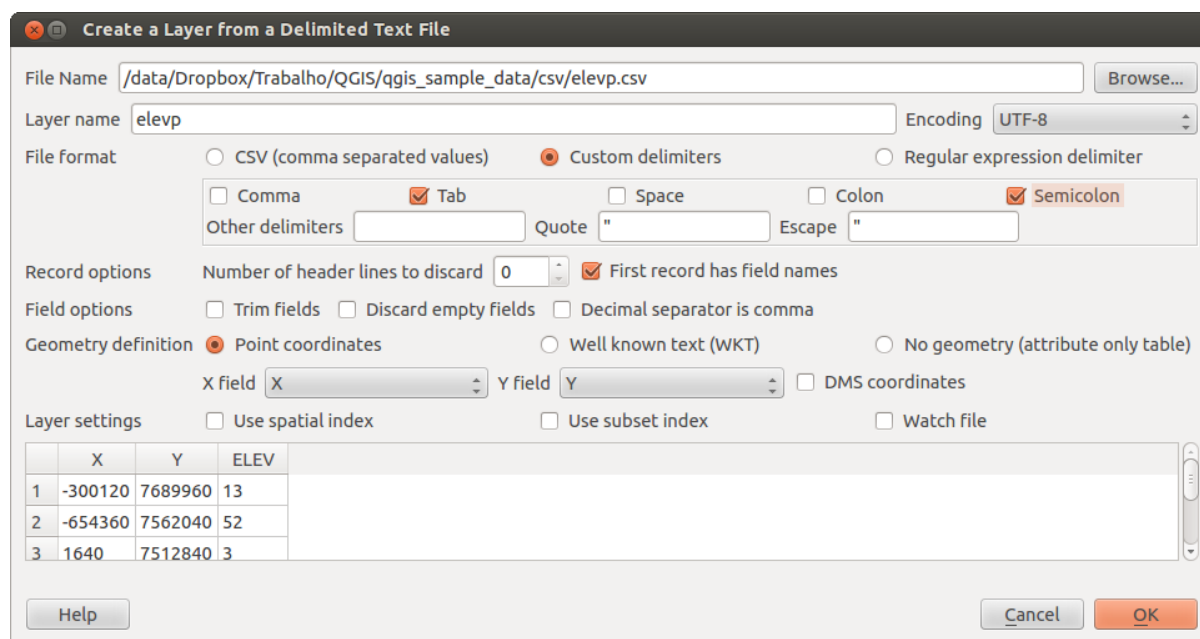 Create a Layer from a Delimited Text File
File Name /data/Dropbox/Trabalho/QGIS/qgis_sample_data/csv/elevp.csv Browse...
Layer name elevp Encoding UTF-8
File format CSV (comma separated values) Custom delimiters Regular expression delimiter
Comma Tab Space Colon Semicolon
Other delimiters Quote " Escape "
Record options Number of header lines to discard 0 First record has field names
Field options Trim fields Discard empty fields Decimal separator is comma
Geometry definition Point coordinates Well known text (WKT) No geometry (attribute only table)
X field X Y field Y DMS coordinates
Layer settings Use spatial index Use subset index Watch file
X Y ELEV
1 -300120 7689960 13
2 -654360 7562040 52
3 1640 7512840 3
Help Cancel OK